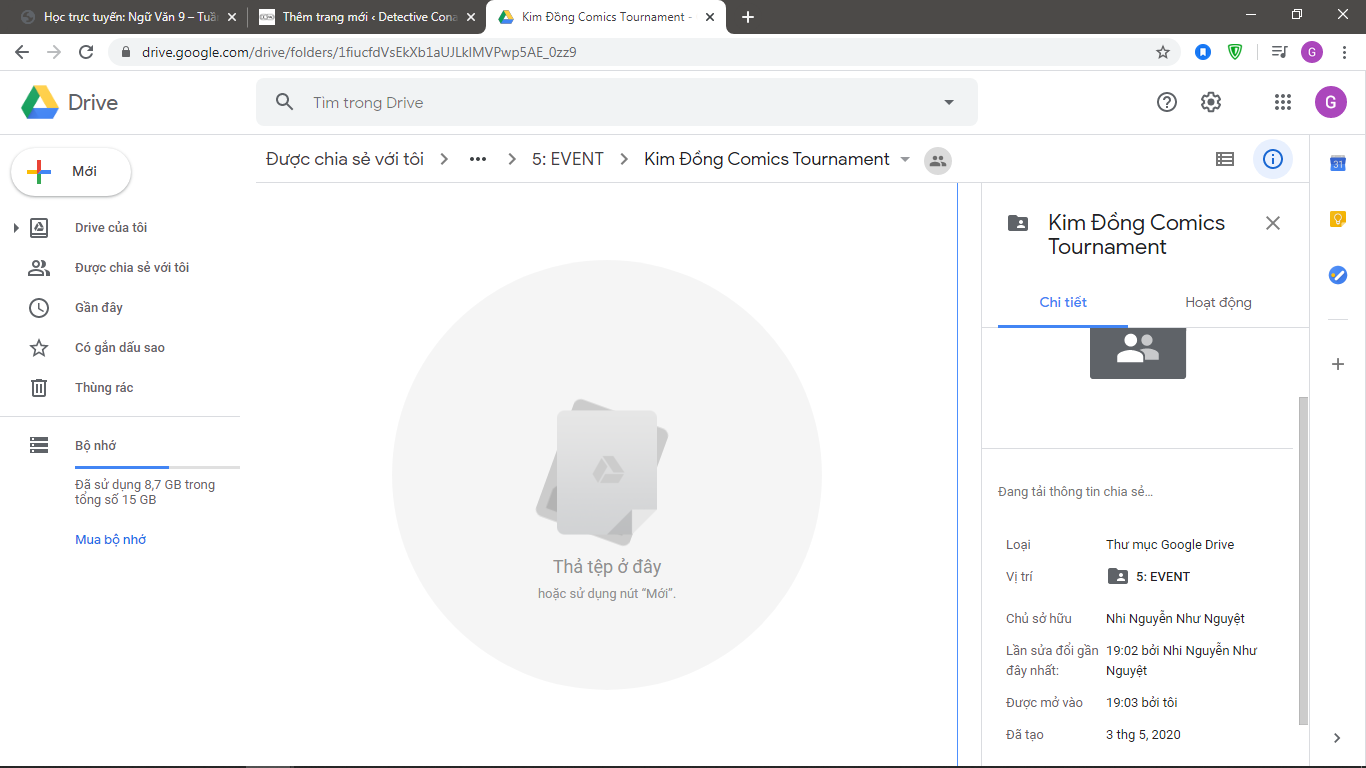 Học trực tuyến: Ngữ Văn 9 – Tuầ
Thêm trang mới ‹ Detective Cona
Kim Đồng Comics Tournament -
drive.google.com/drive/folders/1fiucfdVsEkXb1aUJLklMVPwp5AE_0zz9
G
Drive
Tìm trong Drive
G
Mới
Được chia sẻ với tôi
5: EVENT
Kim Đồng Comics Tournament
31
Drive của tôi
Được chia sẻ với tôi
Gần đây
Có gắn dấu sao
Thùng rác
Bộ nhớ
Đã sử dụng 8,7 GB trong
tổng số 15 GB
Mua bộ nhớ
Thả tệp ở đây
hoặc sử dụng nút “Mới”.
Kim Đồng Comics
Tournament
Chi tiết
Hoạt động
Đang tải thông tin chia sẻ…
Loại Thư mục Google Drive
Vị trí 5: EVENT
Chủ sở hữu Nhi Nguyễn Như Nguyệt
Lần sửa đổi gần 19:02 bởi Nhi Nguyễn Như
đây nhất: Nguyệt
Được mở vào 19:03 bởi tôi
Đã tạo 3 thg 5, 2020